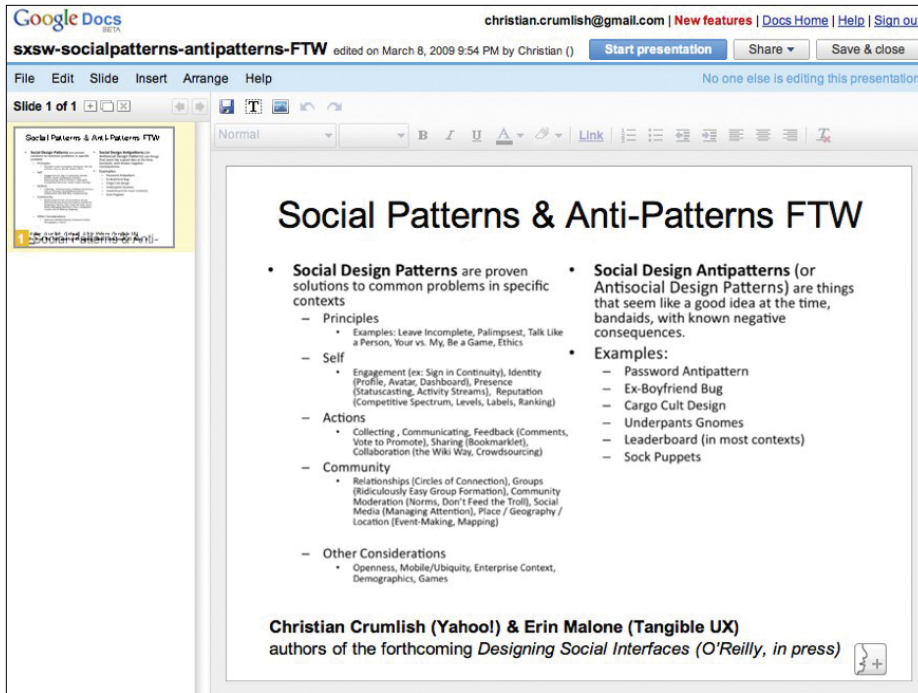 Google Docs
BETA
christian.crumlish@gmail.com | New features | Docs Home | Help | Sign out
sxsw-socialpatterns-antipatterns-FTW edited on March 8, 2009 9:54 PM by Christian ()
Start presentation
Share
Save & close
File Edit Slide Insert Arrange Help
No one else is editing this presentation
Slide 1 of 1
Normal
B I U A Link
Social Patterns & Anti-Patterns FTW
1
Social Patterns & Anti-
Social Patterns & Anti-Patterns FTW
• Social Design Patterns are proven
solutions to common problems in specific
contexts
– Principles
• Examples: Leave Incomplete, Palimpsest, Talk Like
a Person, Your vs. My, Be a Game, Ethics
– Self
• Engagement (ex: Sign in Continuity), Identity
(Profile, Avatar, Dashboard), Presence
(Statuscasting, Activity Streams), Reputation
(Competitive Spectrum, Levels, Labels, Ranking)
– Actions
• Collecting , Communicating, Feedback (Comments,
Vote to Promote), Sharing (Bookmarklet),
Collaboration (the Wiki Way, Crowdsourcing)
– Community
• Relationships (Circles of Connection), Groups
(Ridiculously Easy Group Formation), Community
Moderation (Norms, Don't Feed the Troll), Social
Media (Managing Attention), Place / Geography /
Location (Event-Making, Mapping)
– Other Considerations
• Openness, Mobile/Ubiquity, Enterprise Context,
Demographics, Games
• Social Design Antipatterns (or
Antisocial Design Patterns) are things
that seem like a good idea at the time,
bandaids, with known negative
consequences.
• Examples:
– Password Antipattern
– Ex-Boyfriend Bug
– Cargo Cult Design
– Underpants Gnomes
– Leaderboard (in most contexts)
– Sock Puppets
Christian Crumlish (Yahoo!) & Erin Malone (Tangible UX)
authors of the forthcoming Designing Social Interfaces (O'Reilly, in press)